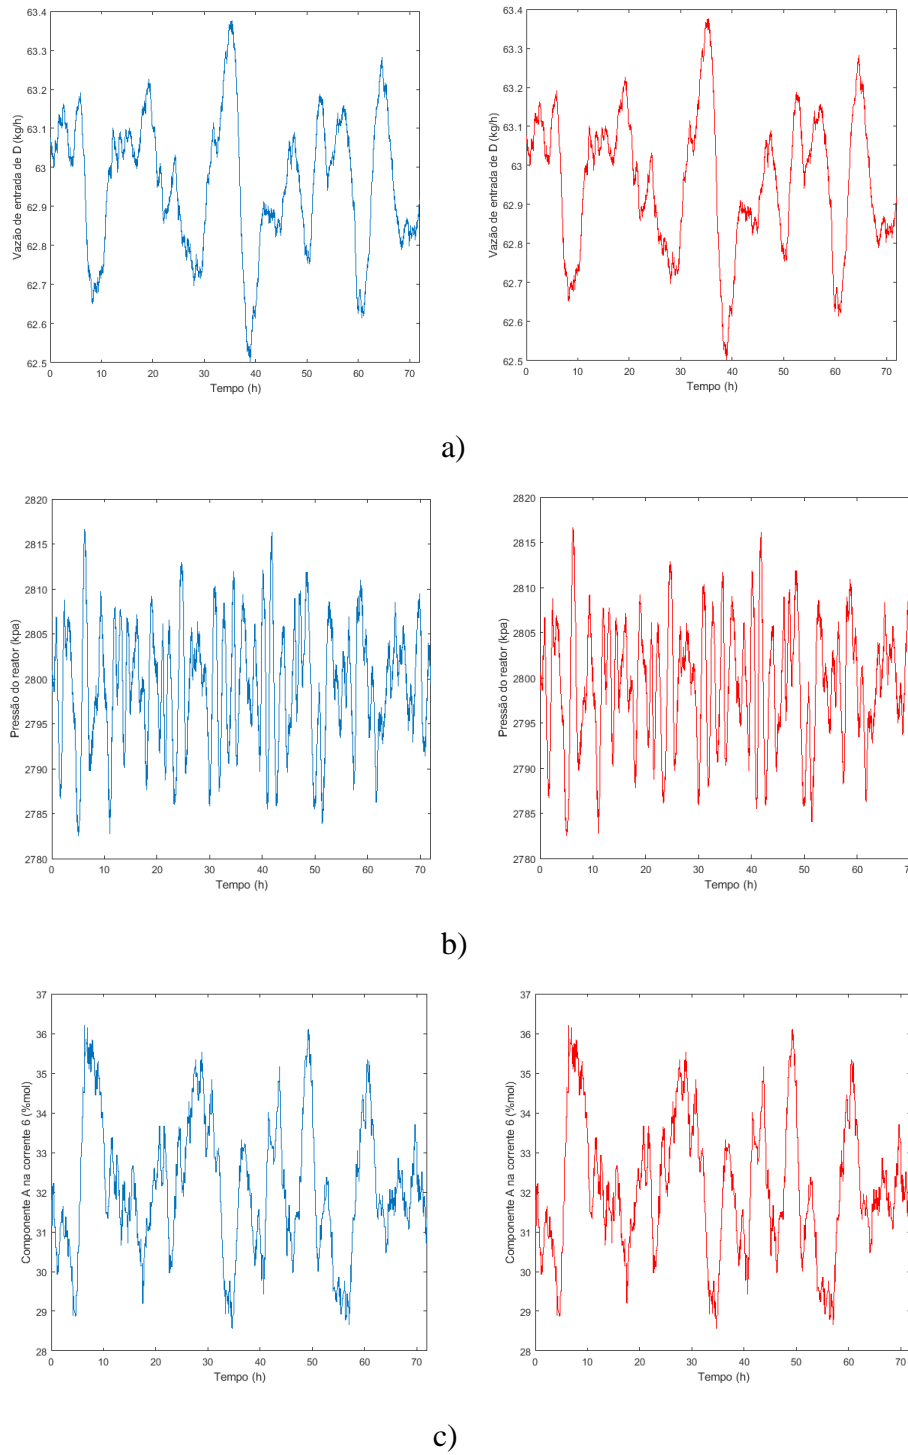 63.4
63.3
63.2
63.1
63
62.9
62.8
62.7
62.6
62.5
Vazão de entrada de D (kg/h)
0 10 20 30 40 50 60 70
Tempo (h)
63.4
63.3
63.2
63.1
63
62.9
62.8
62.7
62.6
62.5
Vazão de entrada de D (kg/h)
0 10 20 30 40 50 60 70
Tempo (h)
a)
2820
2815
2810
2805
2800
2795
2790
2785
2780
Pressão do reator (kpa)
0 10 20 30 40 50 60 70
Tempo (h)
2820
2815
2810
2805
2800
2795
2790
2785
2780
Pressão do reator (kpa)
0 10 20 30 40 50 60 70
Tempo (h)
b)
37
36
35
34
33
32
31
30
29
28
Componente A na corrente 6 (%mol)
0 10 20 30 40 50 60 70
Tempo (h)
37
36
35
34
33
32
31
30
29
28
Componente A na corrente 6 (%mol)
0 10 20 30 40 50 60 70
Tempo (h)
c)